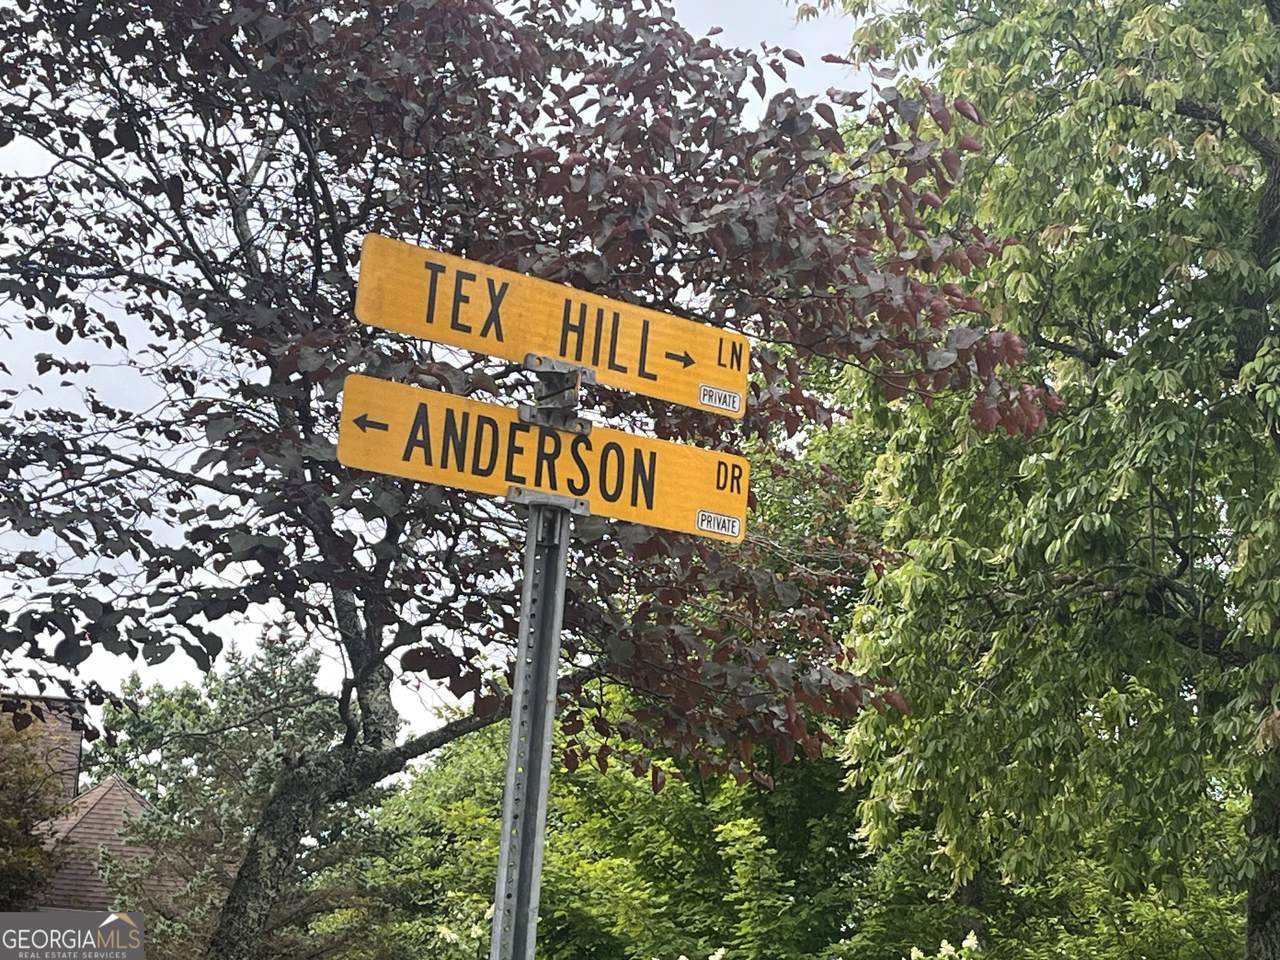 TEX HILL→ LN
PRIVATE
←ANDERSON DR
PRIVATE
GEORGIAMLS
REAL ESTATE SERVICES